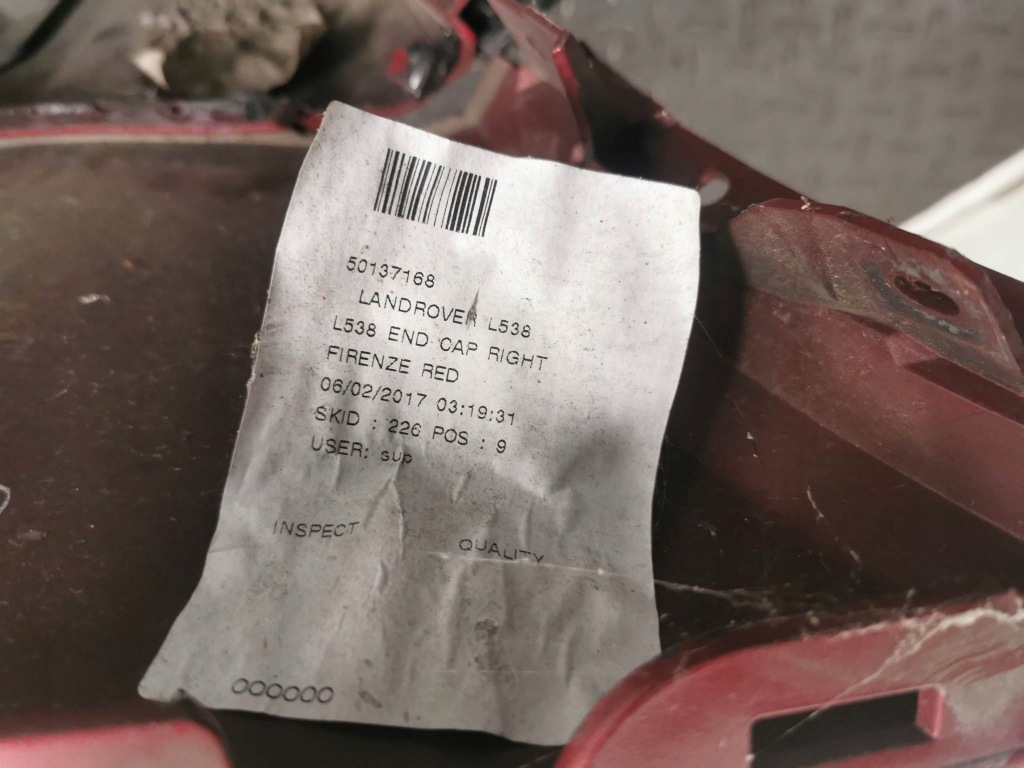 50137168
LANDROVER L538
L538 END CAP RIGHT
FIRENZE RED
06/02/2017 03:19:31
SKID : 226 POS : 9
USER: sup
INSPECT QUALITY
000000